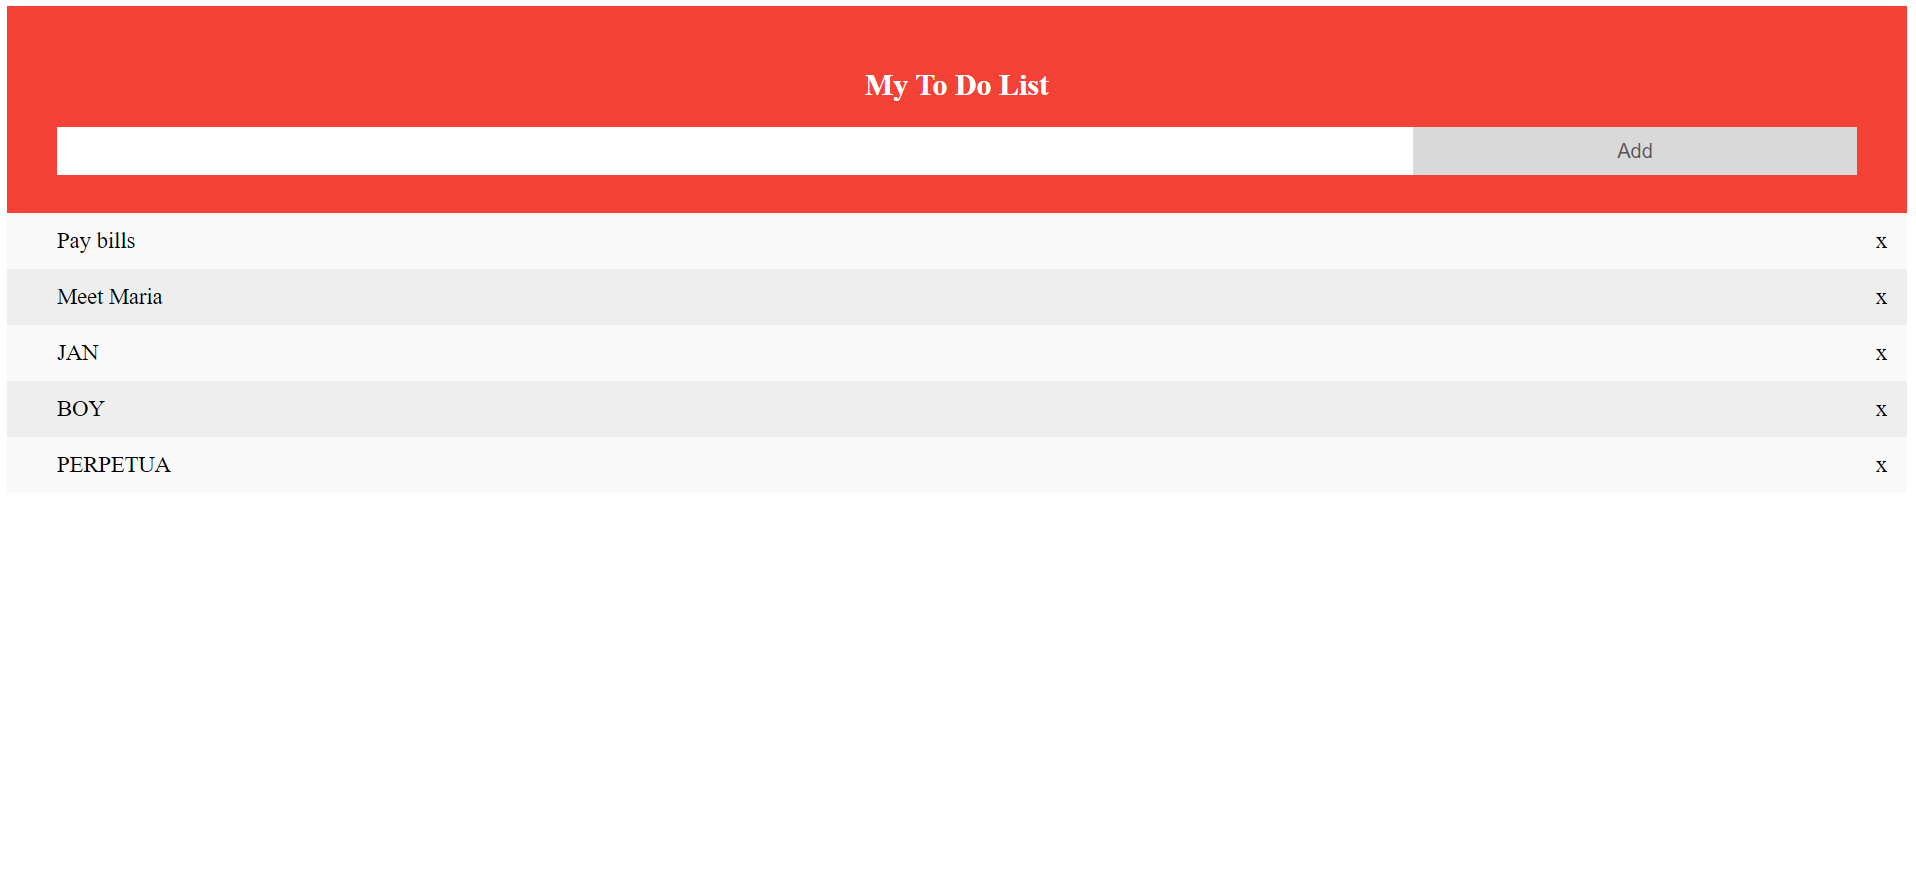 My To Do List
Add
Pay bills x
Meet Maria x
JAN x
BOY x
PERPETUA x